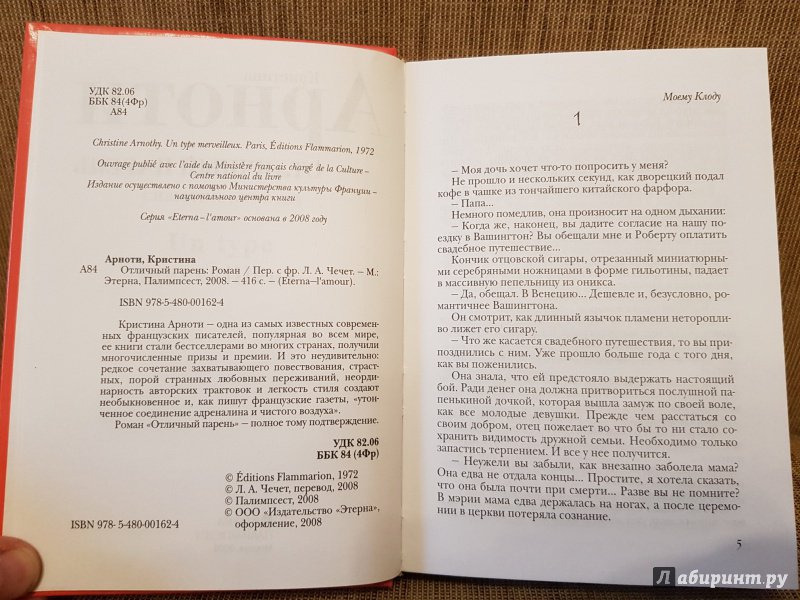 УДК 82.06
ББК 84(4Фр)
А84
Christine Arnothy. Un type merveilleux. Paris, Éditions Flammarion, 1972
Ouvrage publié avec l'aide du Ministère français chargé de la Culture –
Centre national du livre
Издание осуществлено с помощью Министерства культуры Франции –
национального центра книги
Серия «Eterna–l'amour» основана в 2008 году
Арноти, Кристина
А84 Отличный парень: Роман / Пер. с фр. Л. А. Чечет. – М.:
Этерна, Палимпсест, 2008. – 416 с. – (Eterna–l'amour).
ISBN 978-5-480-00162-4
Кристина Арноти – одна из самых известных современ-
ных французских писателей, популярная во всем мире,
ее книги стали бестселлерами во многих странах, получили
многочисленные призы и премии. И это неудивительно:
редкое сочетание захватывающего повествования, страст-
ных, порой странных любовных переживаний, неорди-
нарность авторских трактовок и легкость стиля создают
необыкновенное и, как пишут французские газеты, «утон-
ченное соединение адреналина и чистого воздуха».
Роман «Отличный парень» – полное тому подтверждение.
УДК 82.06
ББК 84 (4Фр)
© Éditions Flammarion, 1972
© Л. А. Чечет, перевод, 2008
© Палимпсест, 2008
© ООО «Издательство «Этерна»,
оформление, 2008
ISBN 978- 5-480-00162-4
Кристина
Арноти
Моему Клоду
1
– Моя дочь хочет что-то попросить у меня?
Не прошло и нескольких секунд, как дворецкий подал
кофе в чашке из тончайшего китайского фарфора.
– Папа...
Немного помедлив, она произносит на одном дыхании:
– Когда же, наконец, вы дадите согласие на нашу по-
ездку в Вашингтон? Вы обещали мне и Роберту оплатить
свадебное путешествие...
Кончик отцовской сигары, отрезанный миниатюрны-
ми серебряными ножницами в форме гильотины, падает
в массивную пепельницу из оникса.
– Да, обещал. В Венецию... Дешевле и, безусловно, ро-
мантичнее Вашингтона.
Он смотрит, как длинный язычок пламени неторопли-
во лижет его сигару.
– Что же касается свадебного путешествия, то вы при-
позднились с ним. Уже прошло больше года с того дня,
как вы поженились.
Она знала, что ей предстояло выдержать настоящий
бой. Ради денег она должна притвориться послушной па-
пенькиной дочкой, которая вышла замуж по своей воле,
как все молодые девушки. Прежде чем расстаться со
своим добром, отец пожелает во что бы то ни стало со-
хранить видимость дружной семьи. Необходимо только
запастись терпением. И все у нее получится.
– Неужели вы забыли, как внезапно заболела мама?
Она едва не отдала концы... Простите, я хотела сказать,
что она была почти при смерти... Разве вы не помните?
В мэрии мама едва держалась на ногах, а после церемо-
нии в церкви потеряла сознание.
5
Лабиринт.ру